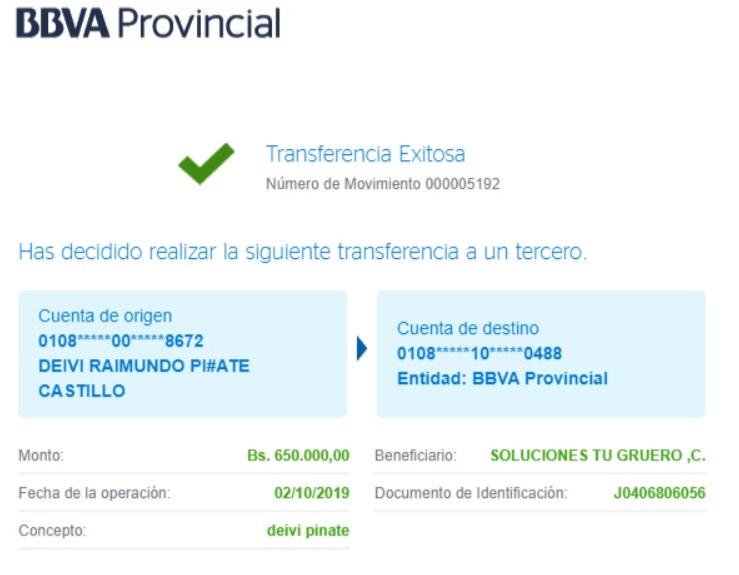 BBVA Provincial
Transferencia Exitosa
Número de Movimiento 000005192
Has decidido realizar la siguiente transferencia a un tercero.
Cuenta de origen
0108*****00*****8672
DEIVI RAIMUNDO PI#ATE
CASTILLO
Cuenta de destino
0108*****10*****0488
Entidad: BBVA Provincial
Monto: Bs. 650.000,00
Fecha de la operación: 02/10/2019
Concepto: deivi pinate
Beneficiario: SOLUCIONES TU GRUERO ,C.
Documento de Identificación: J0406806056